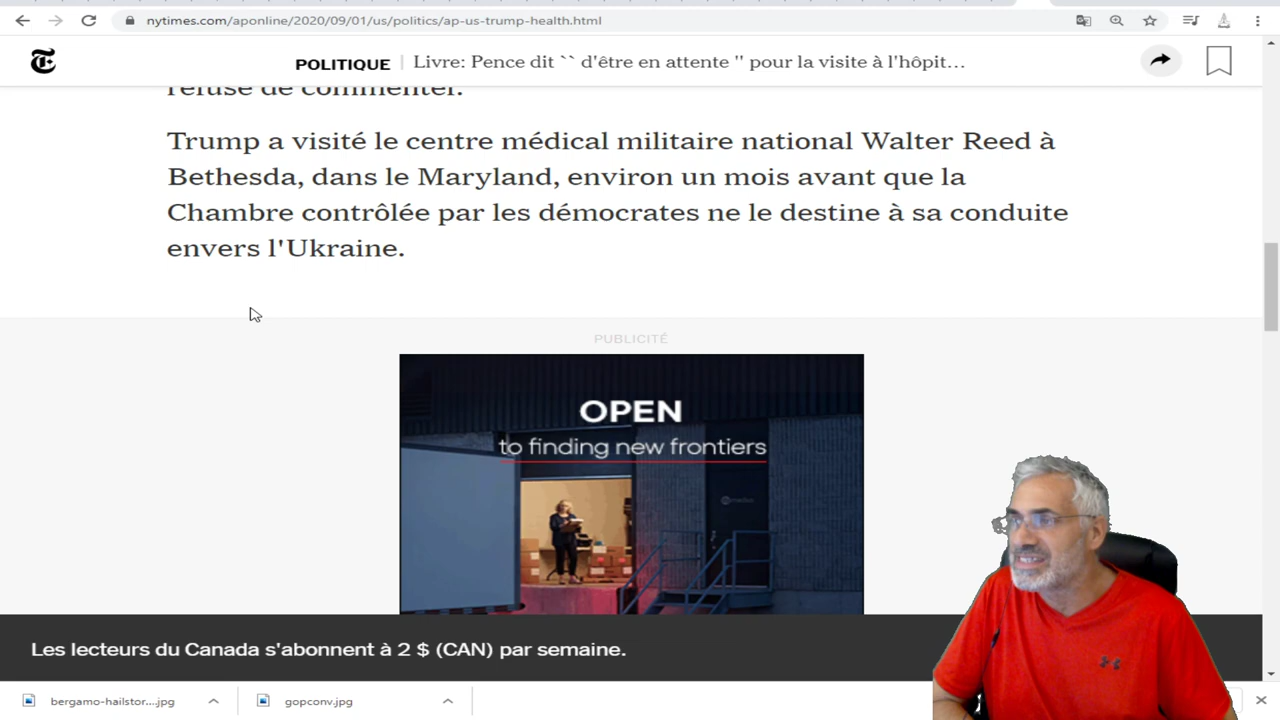 nytimes.com/aponline/2020/09/01/us/politics/ap-us-trump-health.html
POLITIQUE | Livre: Pence dit `` d'être en attente '' pour la visite à l'hôpit…
refuse de commenter.
Trump a visité le centre médical militaire national Walter Reed à
Bethesda, dans le Maryland, environ un mois avant que la
Chambre contrôlée par les démocrates ne le destine à sa conduite
envers l'Ukraine.
PUBLICITÉ
OPEN
to finding new frontiers
Les lecteurs du Canada s'abonnent à 2 $ (CAN) par semaine.
bergamo-hailstor....jpg
gopconv.jpg